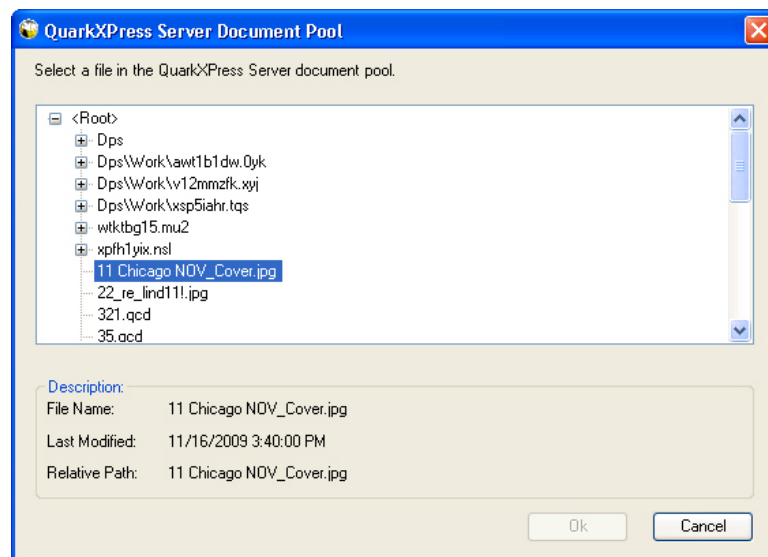 QuarkXPress Server Document Pool
Select a file in the QuarkXPress Server document pool.
<Root>
Dps
Dps\Work\awt1b1dw.0yk
Dps\Work\v12mmzfk.xyj
Dps\Work\xsp5iahr.tqs
wtktbg15.mu2
xpfh1yix.nsl
11 Chicago NOV_Cover.jpg
22_re_lind11!.jpg
321.qcd
35.qcd
Description:
File Name: 11 Chicago NOV_Cover.jpg
Last Modified: 11/16/2009 3:40:00 PM
Relative Path: 11 Chicago NOV_Cover.jpg
Ok Cancel